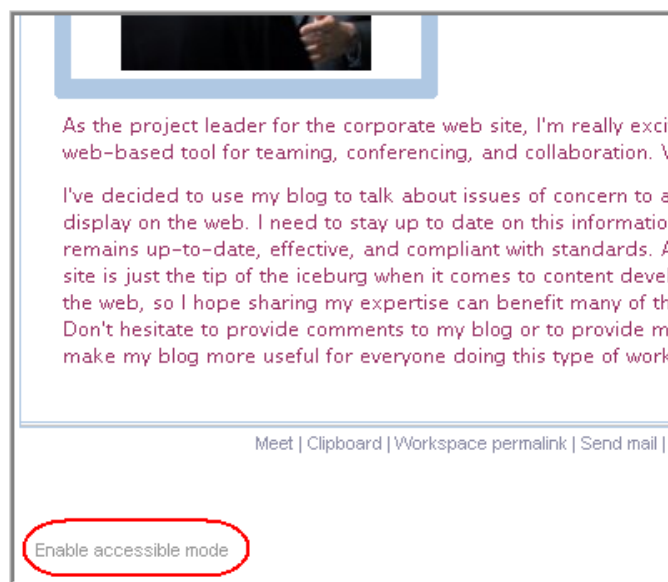 As the project leader for the corporate web site, I'm really exci
web-based tool for teaming, conferencing, and collaboration.
I've decided to use my blog to talk about issues of concern to a
display on the web. I need to stay up to date on this informatio
remains up-to-date, effective, and compliant with standards. A
site is just the tip of the iceburg when it comes to content deve
the web, so I hope sharing my expertise can benefit many of th
Don't hesitate to provide comments to my blog or to provide m
make my blog more useful for everyone doing this type of work
Meet | Clipboard | Workspace permalink | Send mail |
Enable accessible mode